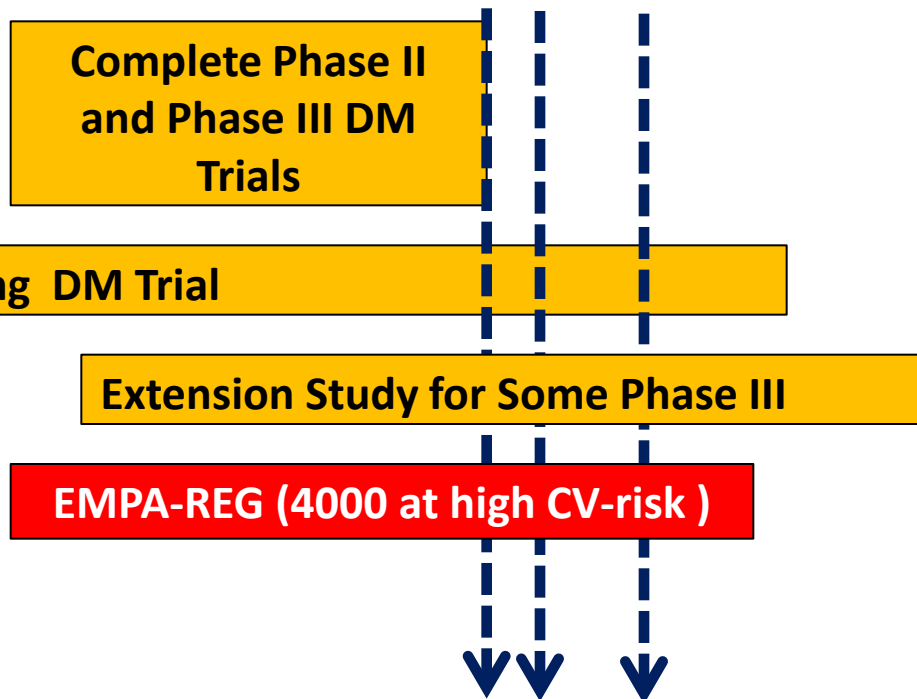 Complete Phase II
and Phase III DM
Trials
DM Trial
Extension Study for Some Phase III
EMPA-REG (4000 at high CV-risk )